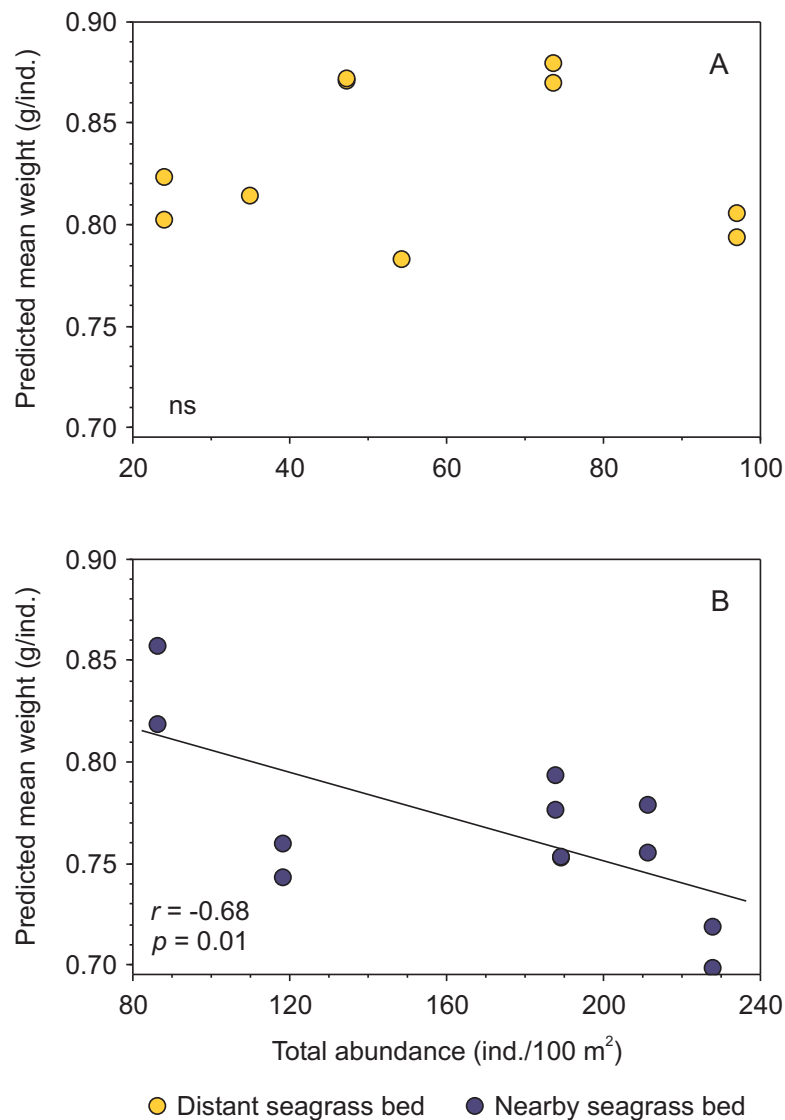 0.90
A
0.85
0.80
0.75
0.70
ns
Predicted mean weight (g/ind.)
20 40 60 80 100
0.90
B
0.85
0.80
0.75
0.70
r = -0.68
p = 0.01
Predicted mean weight (g/ind.)
80 120 160 200 240
Total abundance (ind./100 m²)
Distant seagrass bed Nearby seagrass bed